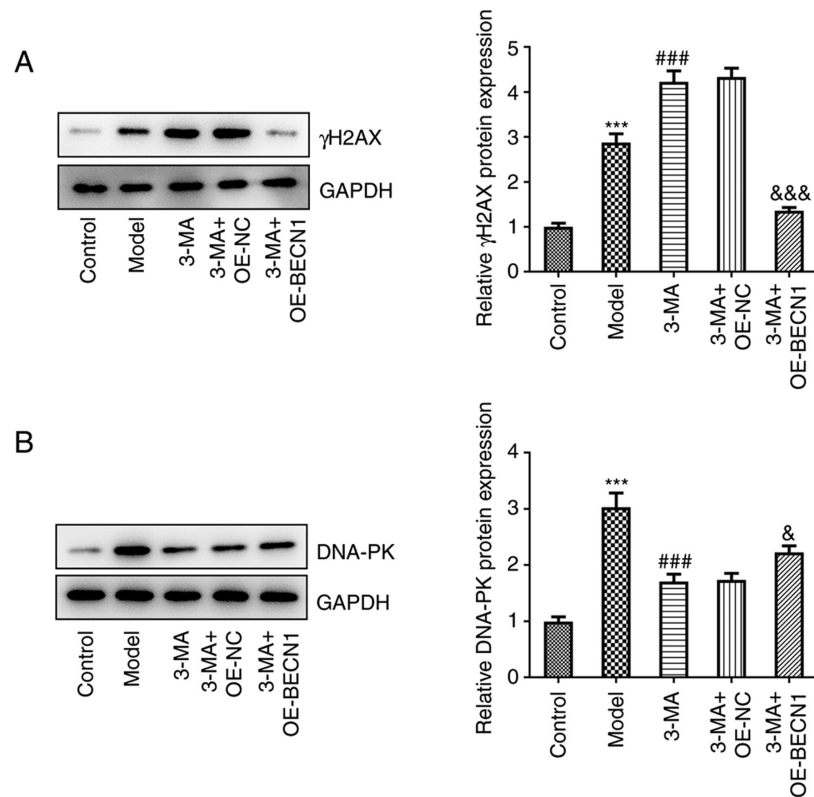 A
γH2AX
GAPDH
Control
Model
3-MA
3-MA+
OE-NC
3-MA+
OE-BECN1
Relative γH2AX protein expression
5
4
3
2
1
0
***
###
&&&
Control
Model
3-MA
3-MA+
OE-NC
3-MA+
OE-BECN1
B
DNA-PK
GAPDH
Control
Model
3-MA
3-MA+
OE-NC
3-MA+
OE-BECN1
Relative DNA-PK protein expression
4
3
2
1
0
***
###
&
Control
Model
3-MA
3-MA+
OE-NC
3-MA+
OE-BECN1